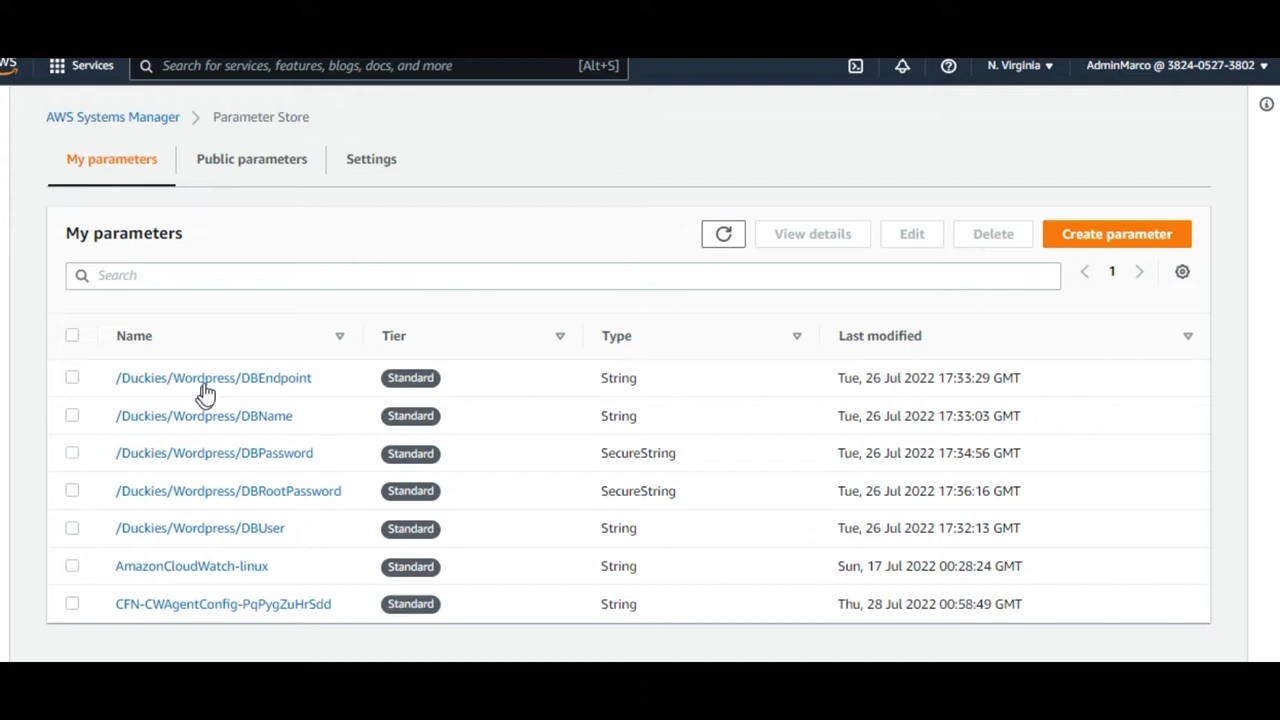 WS Services Search for services, features, blogs, docs, and more [Alt+S] N. Virginia AdminMarco @ 3824-0527-3802
AWS Systems Manager Parameter Store
My parameters Public parameters Settings
My parameters View details Edit Delete Create parameter
Search 1
Name Tier Type Last modified
/Duckies/Wordpress/DBEndpoint Standard String Tue, 26 Jul 2022 17:33:29 GMT
/Duckies/Wordpress/DBName Standard String Tue, 26 Jul 2022 17:33:03 GMT
/Duckies/Wordpress/DBPassword Standard SecureString Tue, 26 Jul 2022 17:34:56 GMT
/Duckies/Wordpress/DBRootPassword Standard SecureString Tue, 26 Jul 2022 17:36:16 GMT
/Duckies/Wordpress/DBUser Standard String Tue, 26 Jul 2022 17:32:13 GMT
AmazonCloudWatch-linux Standard String Sun, 17 Jul 2022 00:28:24 GMT
CFN-CWAgentConfig-PqPygZuHrSdd Standard String Thu, 28 Jul 2022 00:58:49 GMT